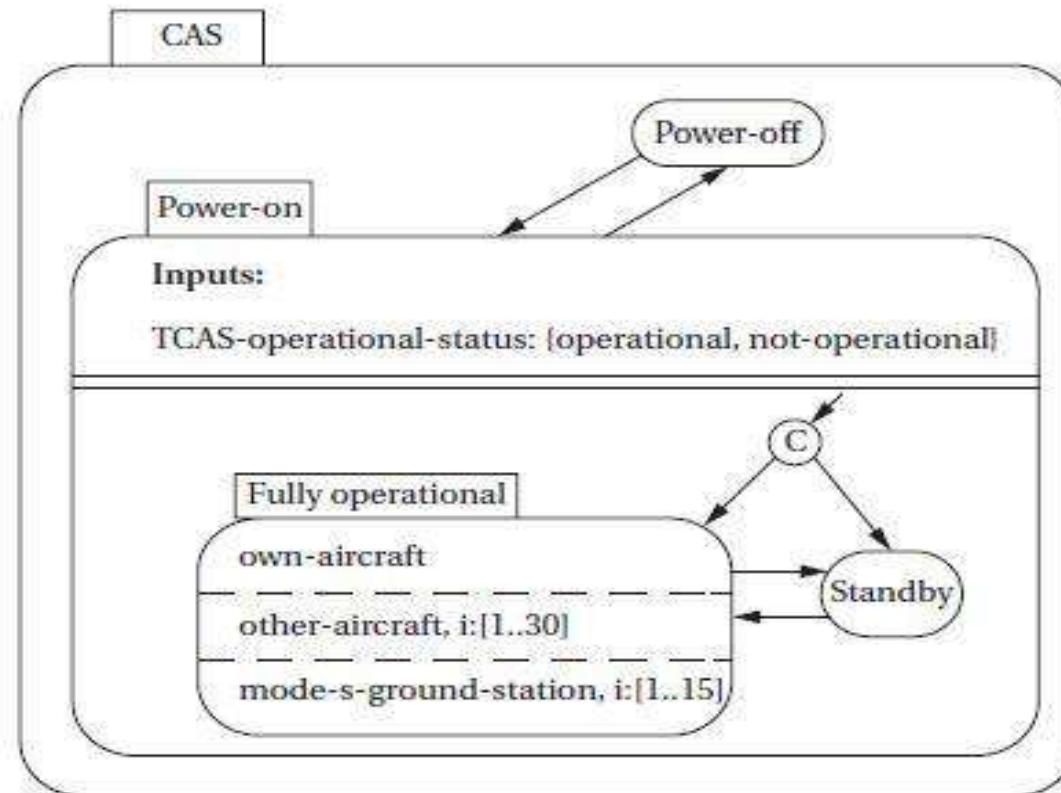 CAS
Power-off
Power-on
Inputs:
TCAS-operational-status: {operational, not-operational}
C
Fully operational
own-aircraft
Standby
other-aircraft, i:[1..30]
mode-s-ground-station, i:[1..15]